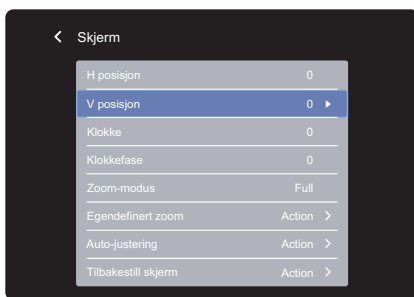 Skjerm
H posisjon 0
V posisjon 0
Klokke 0
Klokkefase 0
Zoom-modus Full
Egendefinert zoom Action
Auto-justering Action
Tilbakestill skjerm Action